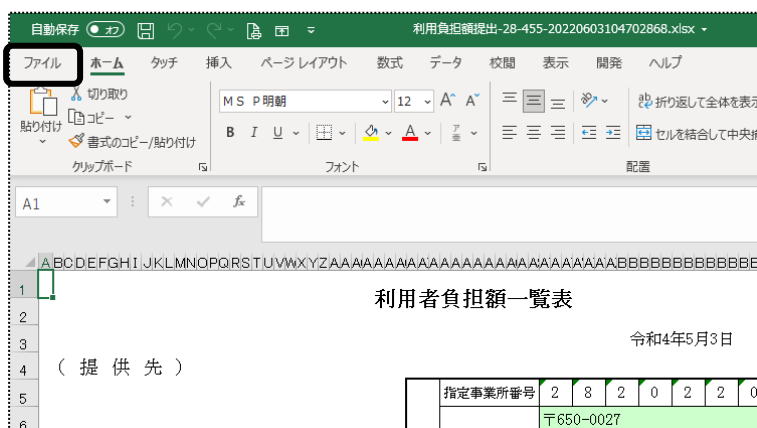 自動保存 オフ 利用負担額提出-28-455-20220603104702868.xlsx
ファイル ホーム タッチ 挿入 ページ レイアウト 数式 データ 校閲 表示 開発 ヘルプ
貼り付け 切り取り コピー 書式のコピー/貼り付け
ＭＳ Ｐ明朝 12 A A
B I U A ア亜
ab 折り返して全体を表示
セルを結合して中央揃
クリップボード フォント 配置
A1 fx
A B C D E F G H I J K L M N O P Q R S T U V W X Y Z
1 利用者負担額一覧表
2
3 令和4年5月3日
4 （提供先）
5 指定事業所番号 2 8 2 0 2 2 0
6 〒650-0027